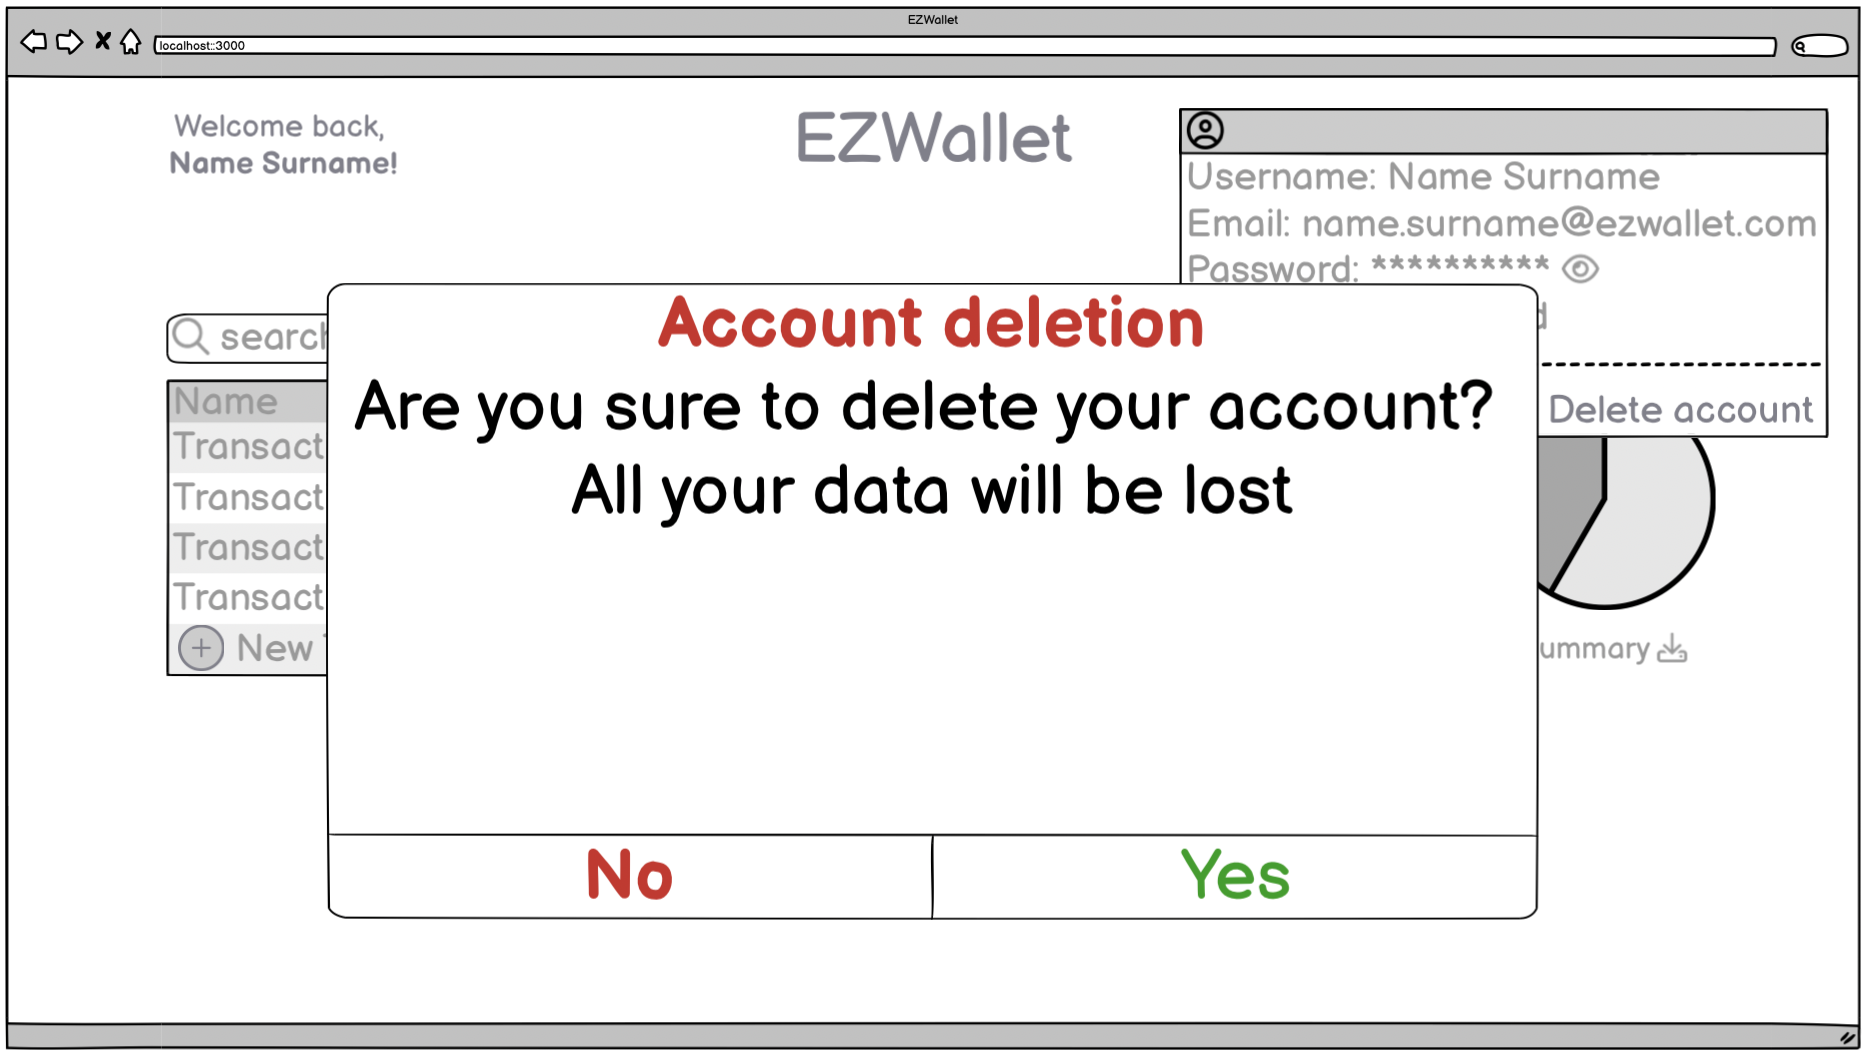 EZWallet
localhost::3000
Welcome back,
Name Surname!
EZWallet
Username: Name Surname
Email: name.surname@ezwallet.com
Password: **********
search
Account deletion
Are you sure to delete your account?
All your data will be lost
Name
Transact
Transact
Transact
Transact
New
Delete account
ummary
No
Yes